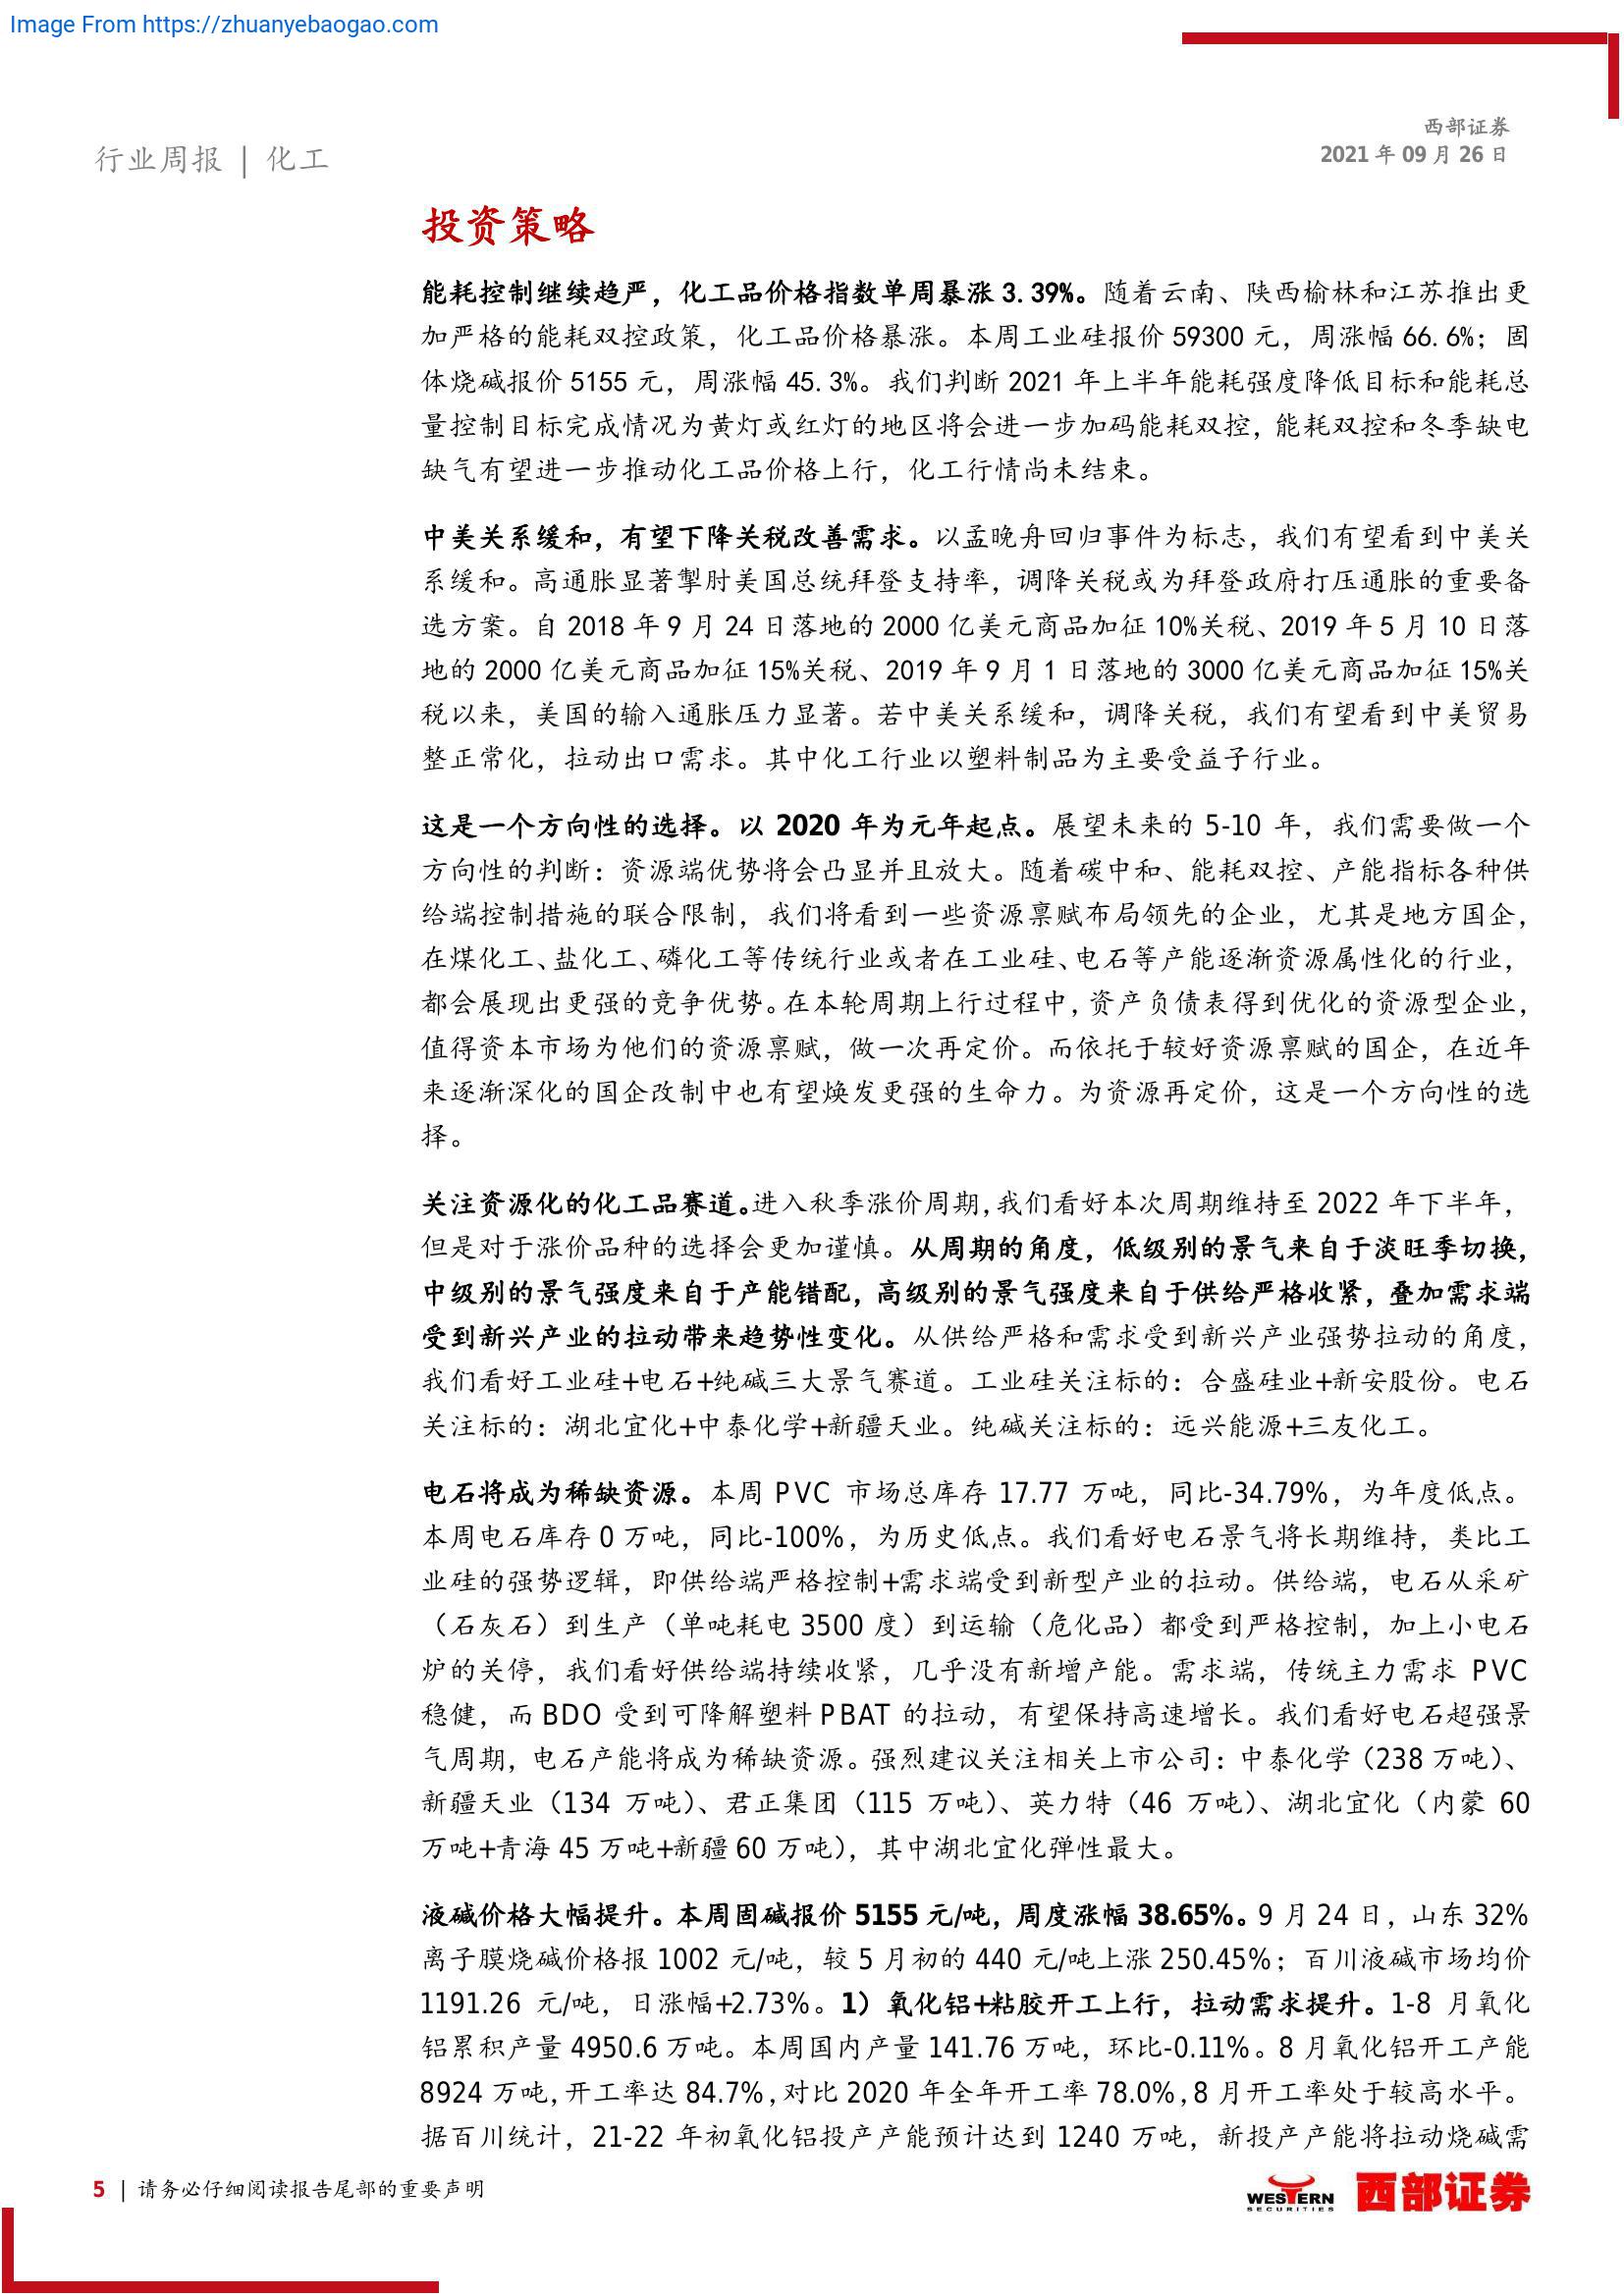 Image From https://zhuanyebaogao.com
西部证券
2021 年 09 月 26 日
行业周报 | 化工
投资策略
能耗控制继续趋严，化工品价格指数单周暴涨 3.39%。随着云南、陕西榆林和江苏推出更
加严格的能耗双控政策，化工品价格暴涨。本周工业硅报价 59300 元，周涨幅 66.6%；固
体烧碱报价 5155 元，周涨幅 45.3%。我们判断 2021 年上半年能耗强度降低目标和能耗总
量控制目标完成情况为黄灯或红灯的地区将会进一步加码能耗双控，能耗双控和冬季缺电
缺气有望进一步推动化工品价格上行，化工行情尚未结束。
中美关系缓和，有望下降关税改善需求。以孟晚舟回归事件为标志，我们有望看到中美关
系缓和。高通胀显著掣肘美国总统拜登支持率，调降关税或为拜登政府打压通胀的重要备
选方案。自 2018 年 9 月 24 日落地的 2000 亿美元商品加征 10%关税、2019 年 5 月 10 日落
地的 2000 亿美元商品加征 15%关税、2019 年 9 月 1 日落地的 3000 亿美元商品加征 15%关
税以来，美国的输入通胀压力显著。若中美关系缓和，调降关税，我们有望看到中美贸易
整正常化，拉动出口需求。其中化工行业以塑料制品为主要受益子行业。
这是一个方向性的选择。以 2020 年为元年起点。展望未来的 5-10 年，我们需要做一个
方向性的判断：资源端优势将会凸显并且放大。随着碳中和、能耗双控、产能指标各种供
给端控制措施的联合限制，我们将看到一些资源禀赋布局领先的企业，尤其是地方国企，
在煤化工、盐化工、磷化工等传统行业或者在工业硅、电石等产能逐渐资源属性化的行业，
都会展现出更强的竞争优势。在本轮周期上行过程中，资产负债表得到优化的资源型企业，
值得资本市场为他们的资源禀赋，做一次再定价。而依托于较好资源禀赋的国企，在近年
来逐渐深化的国企改制中也有望焕发更强的生命力。为资源再定价，这是一个方向性的选
择。
关注资源化的化工品赛道。进入秋季涨价周期，我们看好本次周期维持至 2022 年下半年，
但是对于涨价品种的选择会更加谨慎。从周期的角度，低级别的景气来自于淡旺季切换，
中级别的景气强度来自于产能错配，高级别的景气强度来自于供给严格收紧，叠加需求端
受到新兴产业的拉动带来趋势性变化。从供给严格和需求受到新兴产业强势拉动的角度，
我们看好工业硅+电石+纯碱三大景气赛道。工业硅关注标的：合盛硅业+新安股份。电石
关注标的：湖北宜化+中泰化学+新疆天业。纯碱关注标的：远兴能源+三友化工。
电石将成为稀缺资源。本周 PVC 市场总库存 17.77 万吨，同比-34.79%，为年度低点。
本周电石库存 0 万吨，同比-100%，为历史低点。我们看好电石景气将长期维持，类比工
业硅的强势逻辑，即供给端严格控制+需求端受到新型产业的拉动。供给端，电石从采矿
（石灰石）到生产（单吨耗电 3500 度）到运输（危化品）都受到严格控制，加上小电石
炉的关停，我们看好供给端持续收紧，几乎没有新增产能。需求端，传统主力需求 PVC
稳健，而 BDO 受到可降解塑料 PBAT 的拉动，有望保持高速增长。我们看好电石超强景
气周期，电石产能将成为稀缺资源。强烈建议关注相关上市公司：中泰化学（238 万吨）、
新疆天业（134 万吨）、君正集团（115 万吨）、英力特（46 万吨）、湖北宜化（内蒙 60
万吨+青海 45 万吨+新疆 60 万吨），其中湖北宜化弹性最大。
液碱价格大幅提升。本周固碱报价 5155 元/吨，周度涨幅 38.65%。9 月 24 日，山东 32%
离子膜烧碱价格报 1002 元/吨，较 5 月初的 440 元/吨上涨 250.45%；百川液碱市场均价
1191.26 元/吨，日涨幅+2.73%。1）氧化铝+粘胶开工上行，拉动需求提升。1-8 月氧化
铝累积产量 4950.6 万吨。本周国内产量 141.76 万吨，环比-0.11%。8 月氧化铝开工产能
8924 万吨，开工率达 84.7%，对比 2020 年全年开工率 78.0%，8 月开工率处于较高水平。
据百川统计，21-22 年初氧化铝投产产能预计达到 1240 万吨，新投产产能将拉动烧碱需
5 | 请务必仔细阅读报告尾部的重要声明
WESTERN
SECURITIES
西部证券